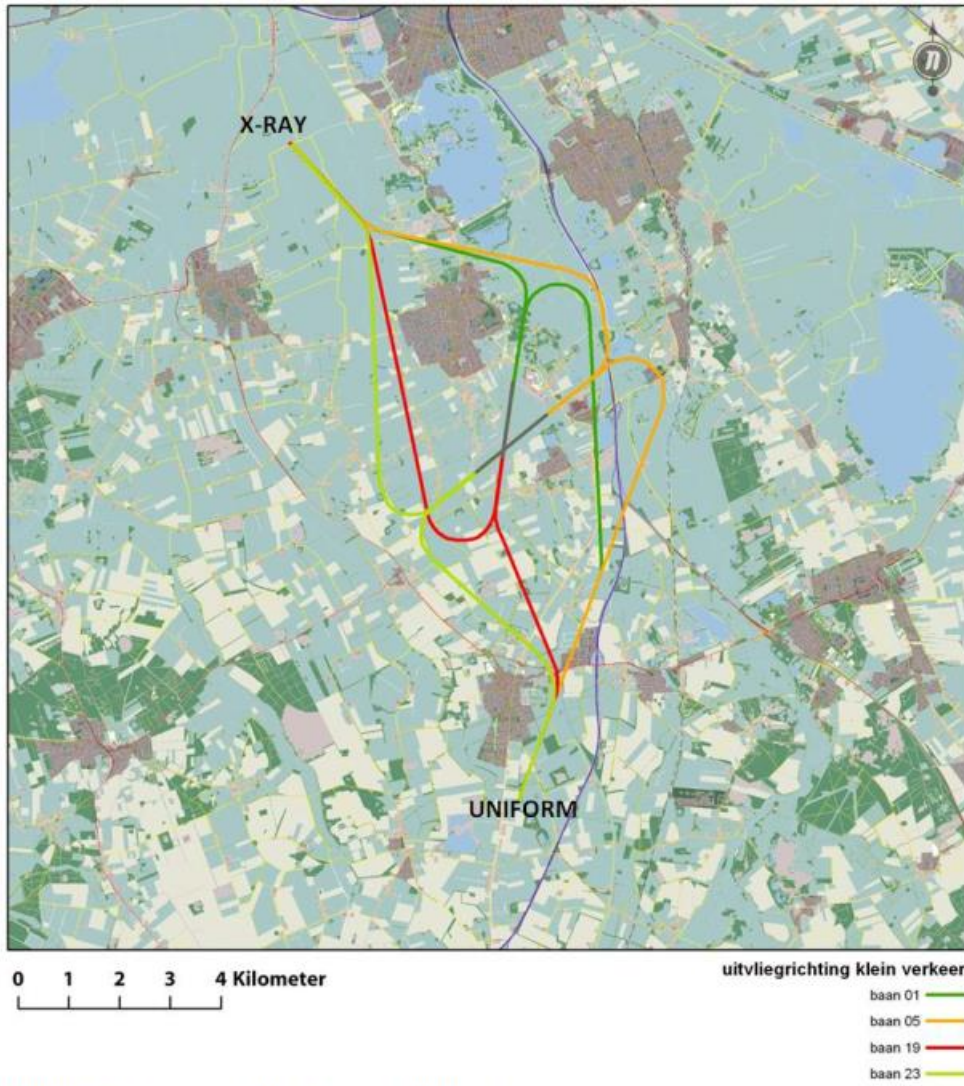 n
X-RAY
UNIFORM
0 1 2 3 4 Kilometer
uitvliegrichting klein verkeer
baan 01
baan 05
baan 19
baan 23